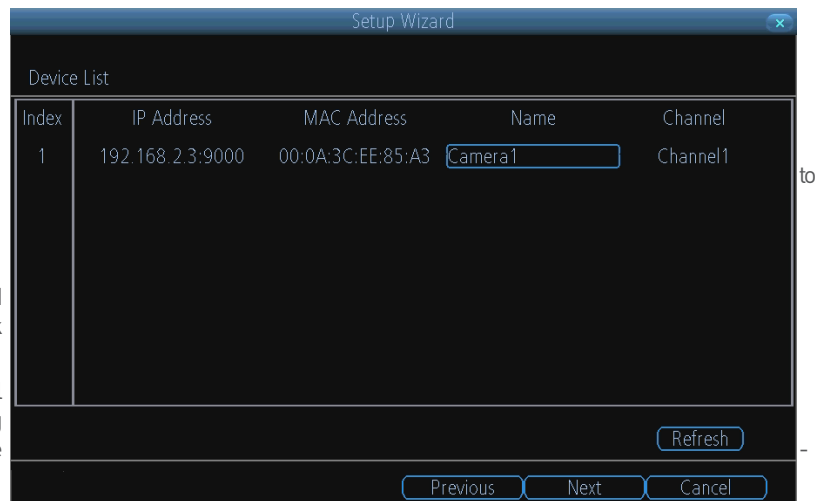 Setup Wizard
Device List
Index IP Address MAC Address Name Channel
1 192.168.2.3:9000 00:0A:3C:EE:85:A3 Camera1 Channel1
to
Refresh
-
Previous Next Cancel